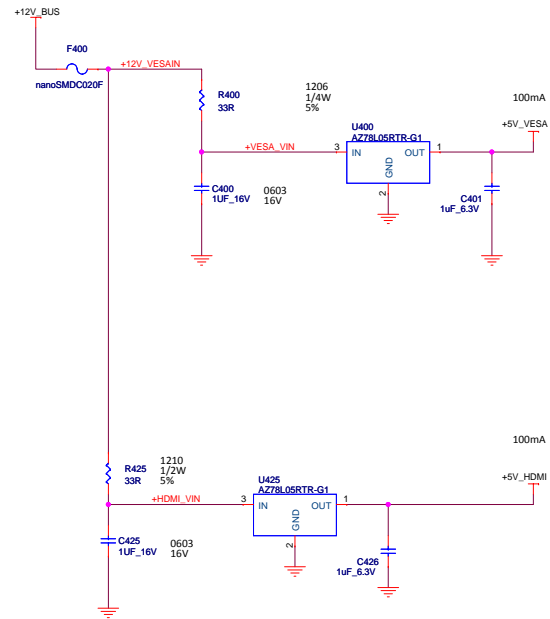 +12V_BUS
F400
+12V_VESAIN
nanoSMDC020F
R400
33R
1206
1/4W
5%
100mA
U400
AZ78L05RTR-G1
+5V_VESA
+VESA_VIN
3
IN
OUT
1
GND
2
C400
1UF_16V
0603
16V
C401
1uF_6.3V
R425
33R
1210
1/2W
5%
100mA
U425
AZ78L05RTR-G1
+5V_HDMI
+HDMI_VIN
3
IN
OUT
1
GND
2
C425
1UF_16V
0603
16V
C426
1uF_6.3V